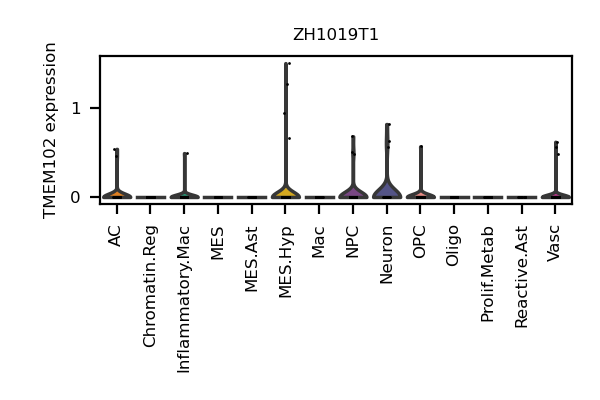 ZH1019T1
TMEM102 expression
1
0
AC
Chromatin.Reg
Inflammatory.Mac
MES
MES.Ast
MES.Hyp
Mac
NPC
Neuron
OPC
Oligo
Prolif.Metab
Reactive.Ast
Vasc